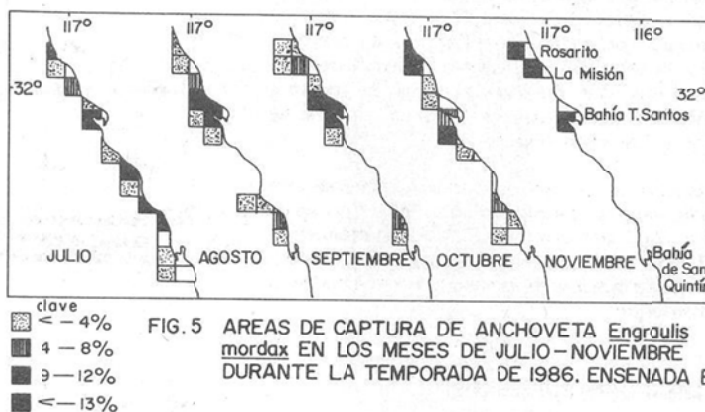 117° 117° 117° 117° 117° 116°
Rosarito
La Misión
32° 32°
Bahía T. Santos
JULIO AGOSTO SEPTIEMBRE OCTUBRE NOVIEMBRE
Bahía
de San
Quintín
clave
< - 4%
4 - 8%
9 - 12%
< - 13%
FIG. 5 AREAS DE CAPTURA DE ANCHOVETA Engraulis
mordax EN LOS MESES DE JULIO - NOVIEMBRE
DURANTE LA TEMPORADA DE 1986. ENSENADA